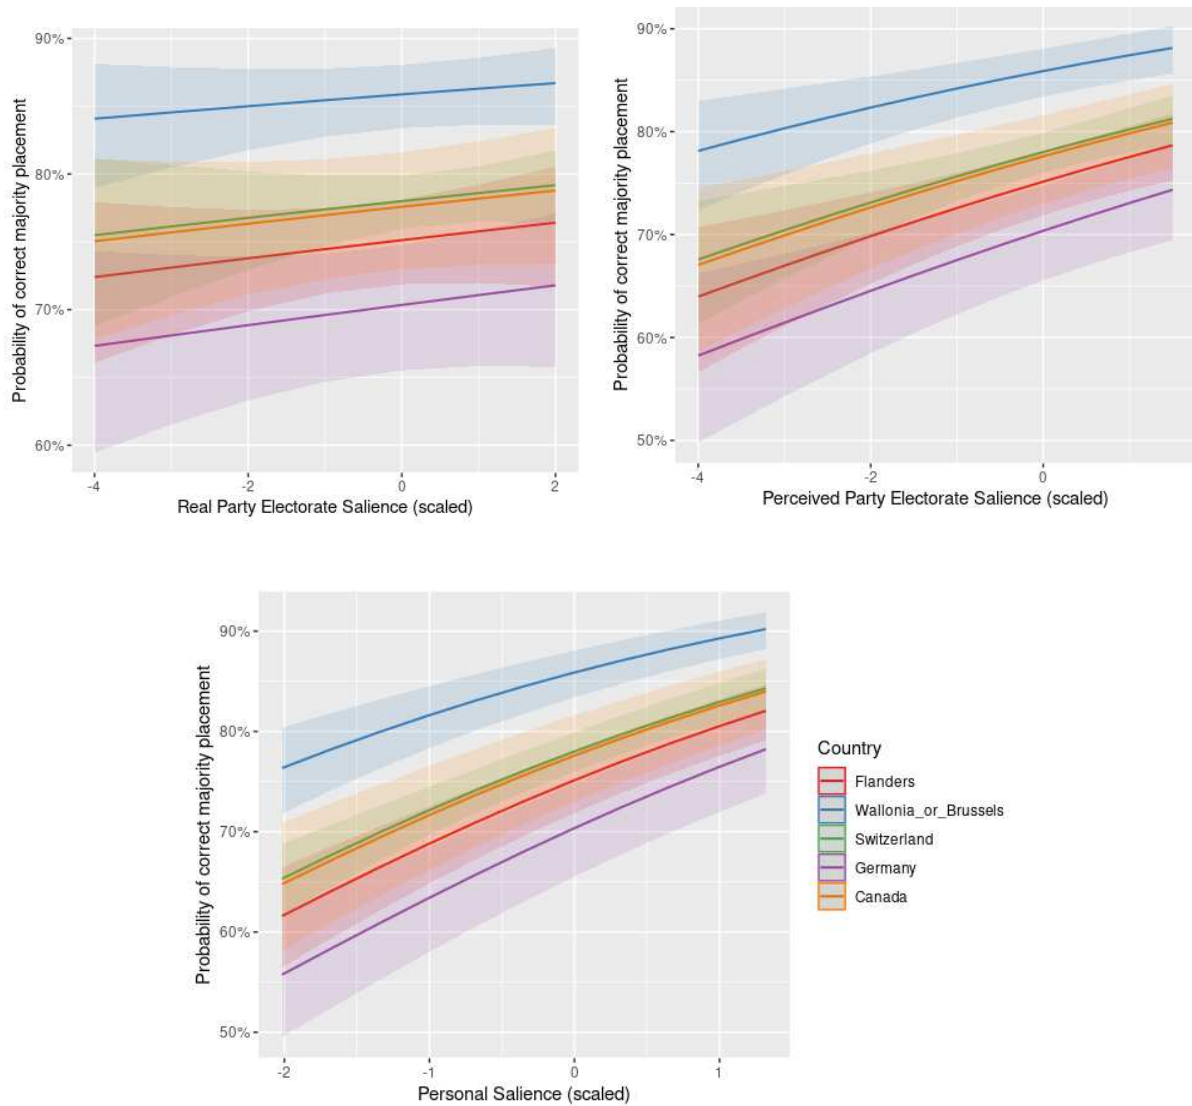 Probability of correct majority placement
90%
80%
70%
60%
-4
-2
0
2
Real Party Electorate Salience (scaled)
Probability of correct majority placement
90%
80%
70%
60%
50%
-4
-2
0
Perceived Party Electorate Salience (scaled)
Probability of correct majority placement
90%
80%
70%
60%
50%
-2
-1
0
1
Personal Salience (scaled)
Country
Flanders
Wallonia_or_Brussels
Switzerland
Germany
Canada